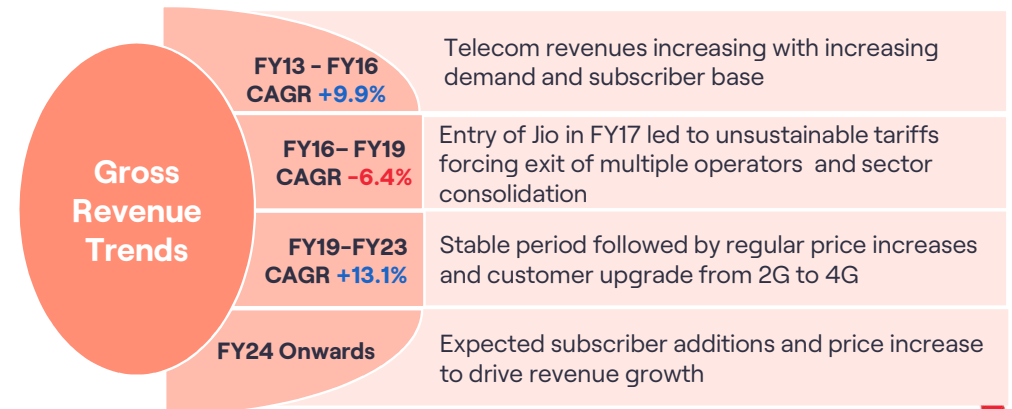 Gross
Revenue
Trends
FY13 - FY16
CAGR +9.9%
Telecom revenues increasing with increasing
demand and subscriber base
FY16– FY19
CAGR -6.4%
Entry of Jio in FY17 led to unsustainable tariffs
forcing exit of multiple operators and sector
consolidation
FY19-FY23
CAGR +13.1%
Stable period followed by regular price increases
and customer upgrade from 2G to 4G
FY24 Onwards
Expected subscriber additions and price increase
to drive revenue growth